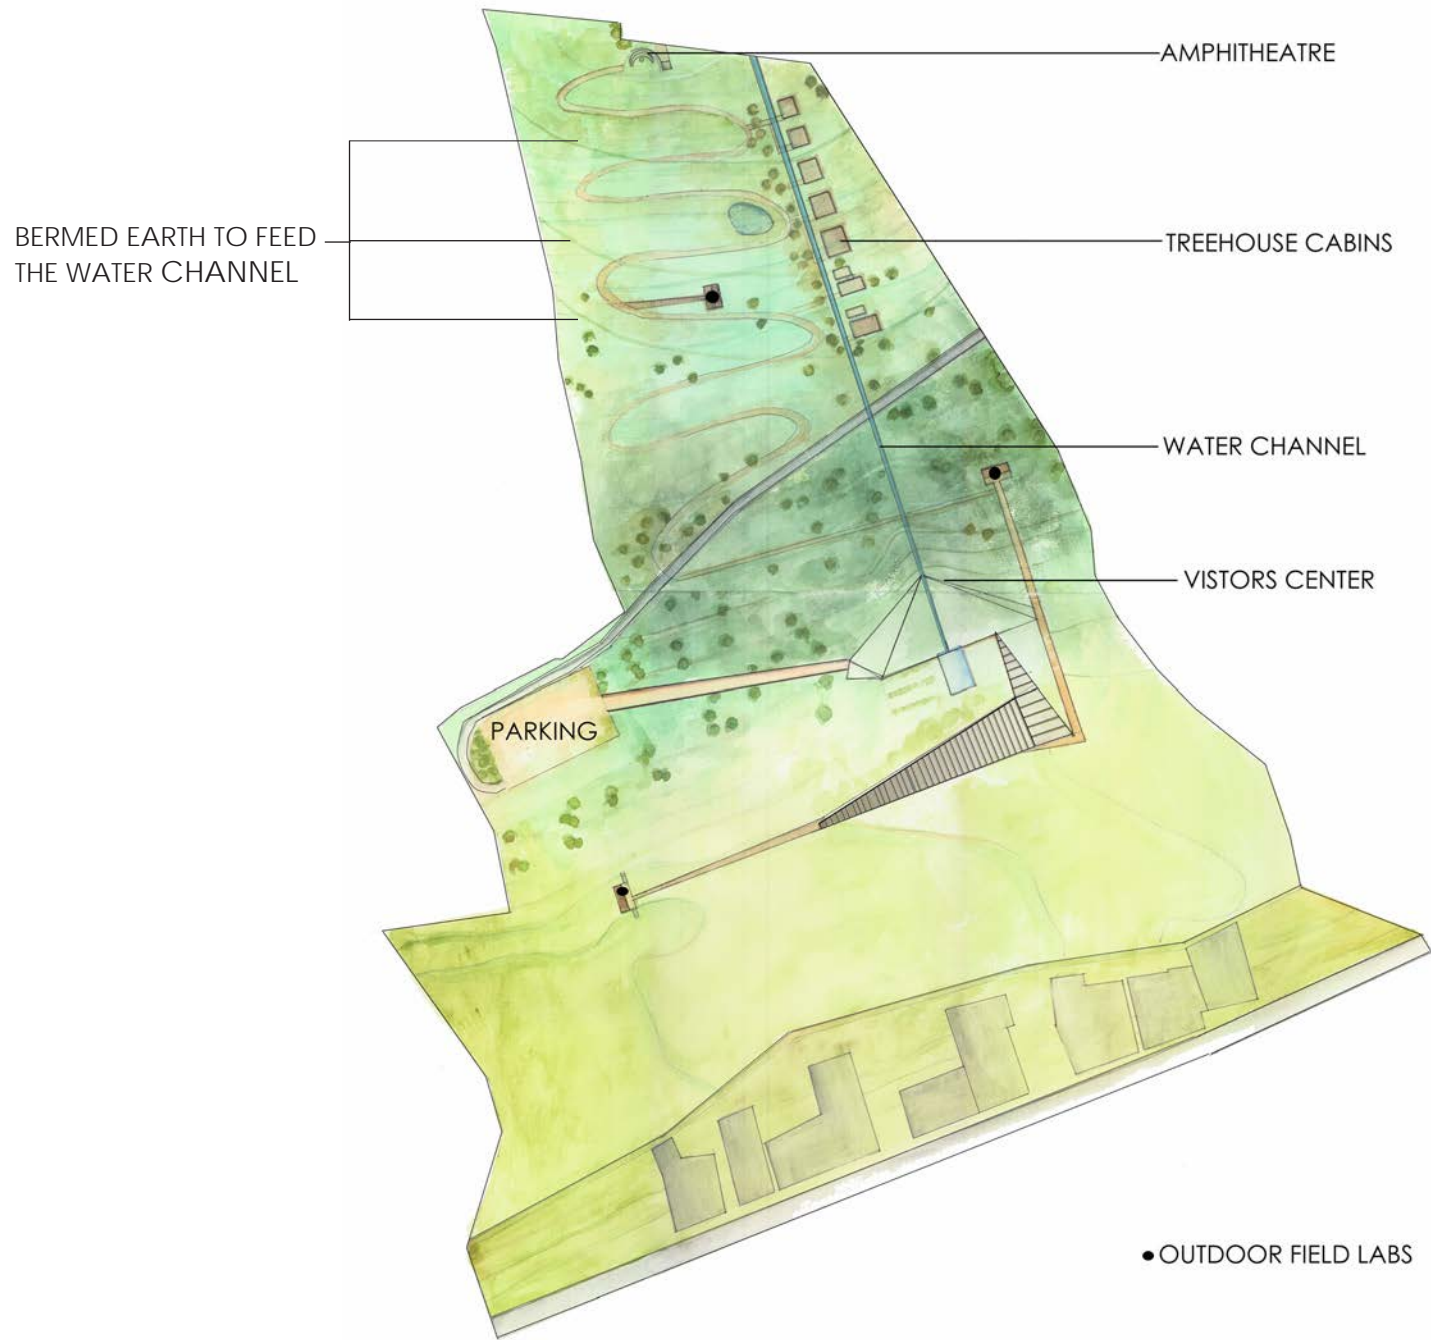 AMPHITHEATRE
BERMED EARTH TO FEED
THE WATER CHANNEL
TREEHOUSE CABINS
WATER CHANNEL
VISTORS CENTER
PARKING
OUTDOOR FIELD LABS